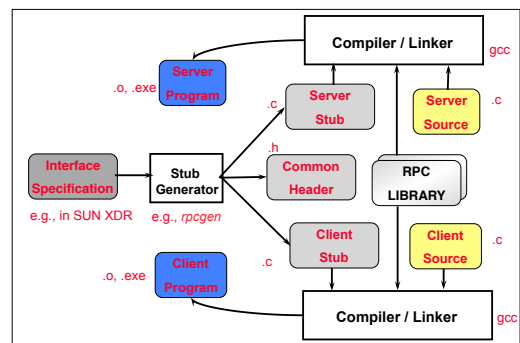 Compiler / Linker
gcc
.o, .exe
Server
Program
.c
Server
Stub
Server
Source
.c
.h
Interface
Specification
Stub
Generator
Common
Header
RPC
LIBRARY
e.g., in SUN XDR
e.g., rpcgen
Client
Stub
.c
Client
Source
.c
.o, .exe
Client
Program
Compiler / Linker
gcc